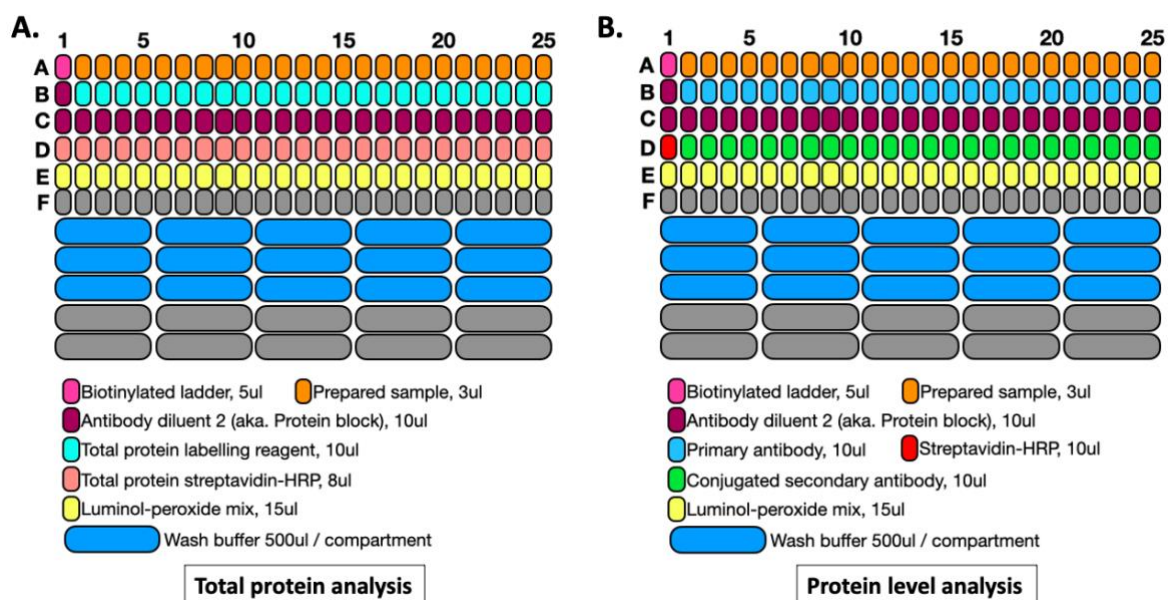 A.
1 5 10 15 20 25
A
B
C
D
E
F
Biotinylated ladder, 5ul Prepared sample, 3ul
Antibody diluent 2 (aka. Protein block), 10ul
Total protein labelling reagent, 10ul
Total protein streptavidin-HRP, 8ul
Luminol-peroxide mix, 15ul
Wash buffer 500ul / compartment
Total protein analysis
B.
1 5 10 15 20 25
A
B
C
D
E
F
Biotinylated ladder, 5ul Prepared sample, 3ul
Antibody diluent 2 (aka. Protein block), 10ul
Primary antibody, 10ul Streptavidin-HRP, 10ul
Conjugated secondary antibody, 10ul
Luminol-peroxide mix, 15ul
Wash buffer 500ul / compartment
Protein level analysis